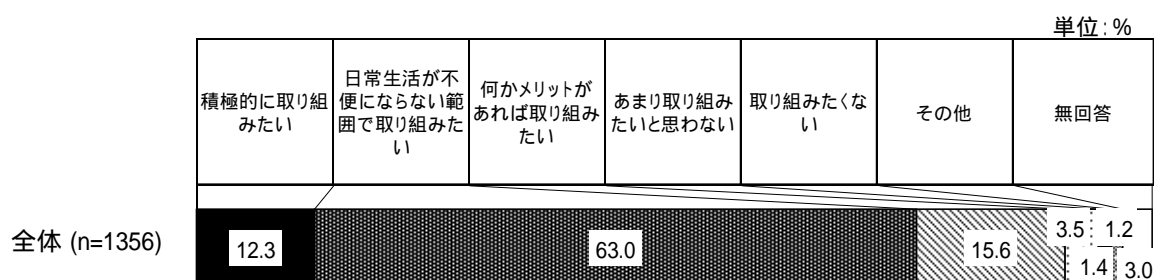 単位:%
積極的に取り組
みたい
日常生活が不
便にならない範
囲で取り組みた
い
何かメリットが
あれば取り組み
たい
あまり取り組み
たいと思わない
取り組みたくな
い
その他
無回答
全体 (n=1356)
12.3
63.0
15.6
3.5
1.4
1.2
3.0